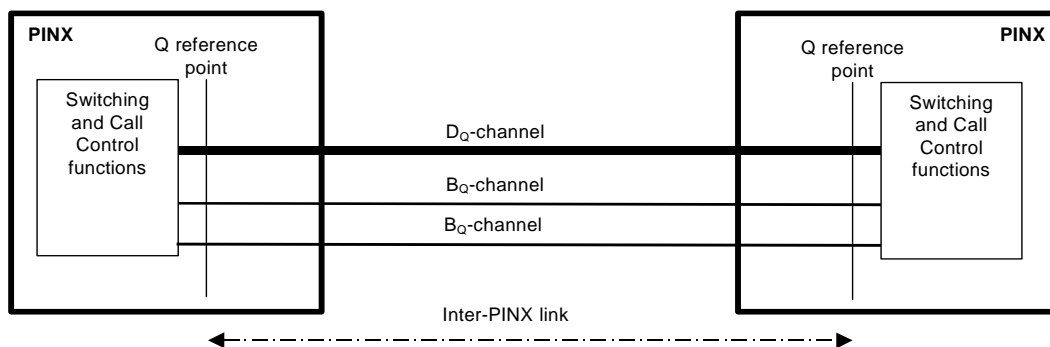 PINX
Q reference
point
Switching
and Call
Control
functions
DQ-channel
BQ-channel
BQ-channel
Inter-PINX link
PINX
Q reference
point
Switching
and Call
Control
functions